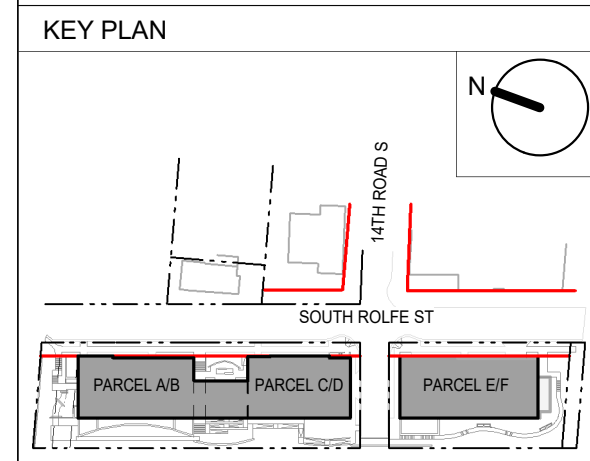 KEY PLAN
N
14TH ROAD S
SOUTH ROLFE ST
PARCEL A/B
PARCEL C/D
PARCEL E/F